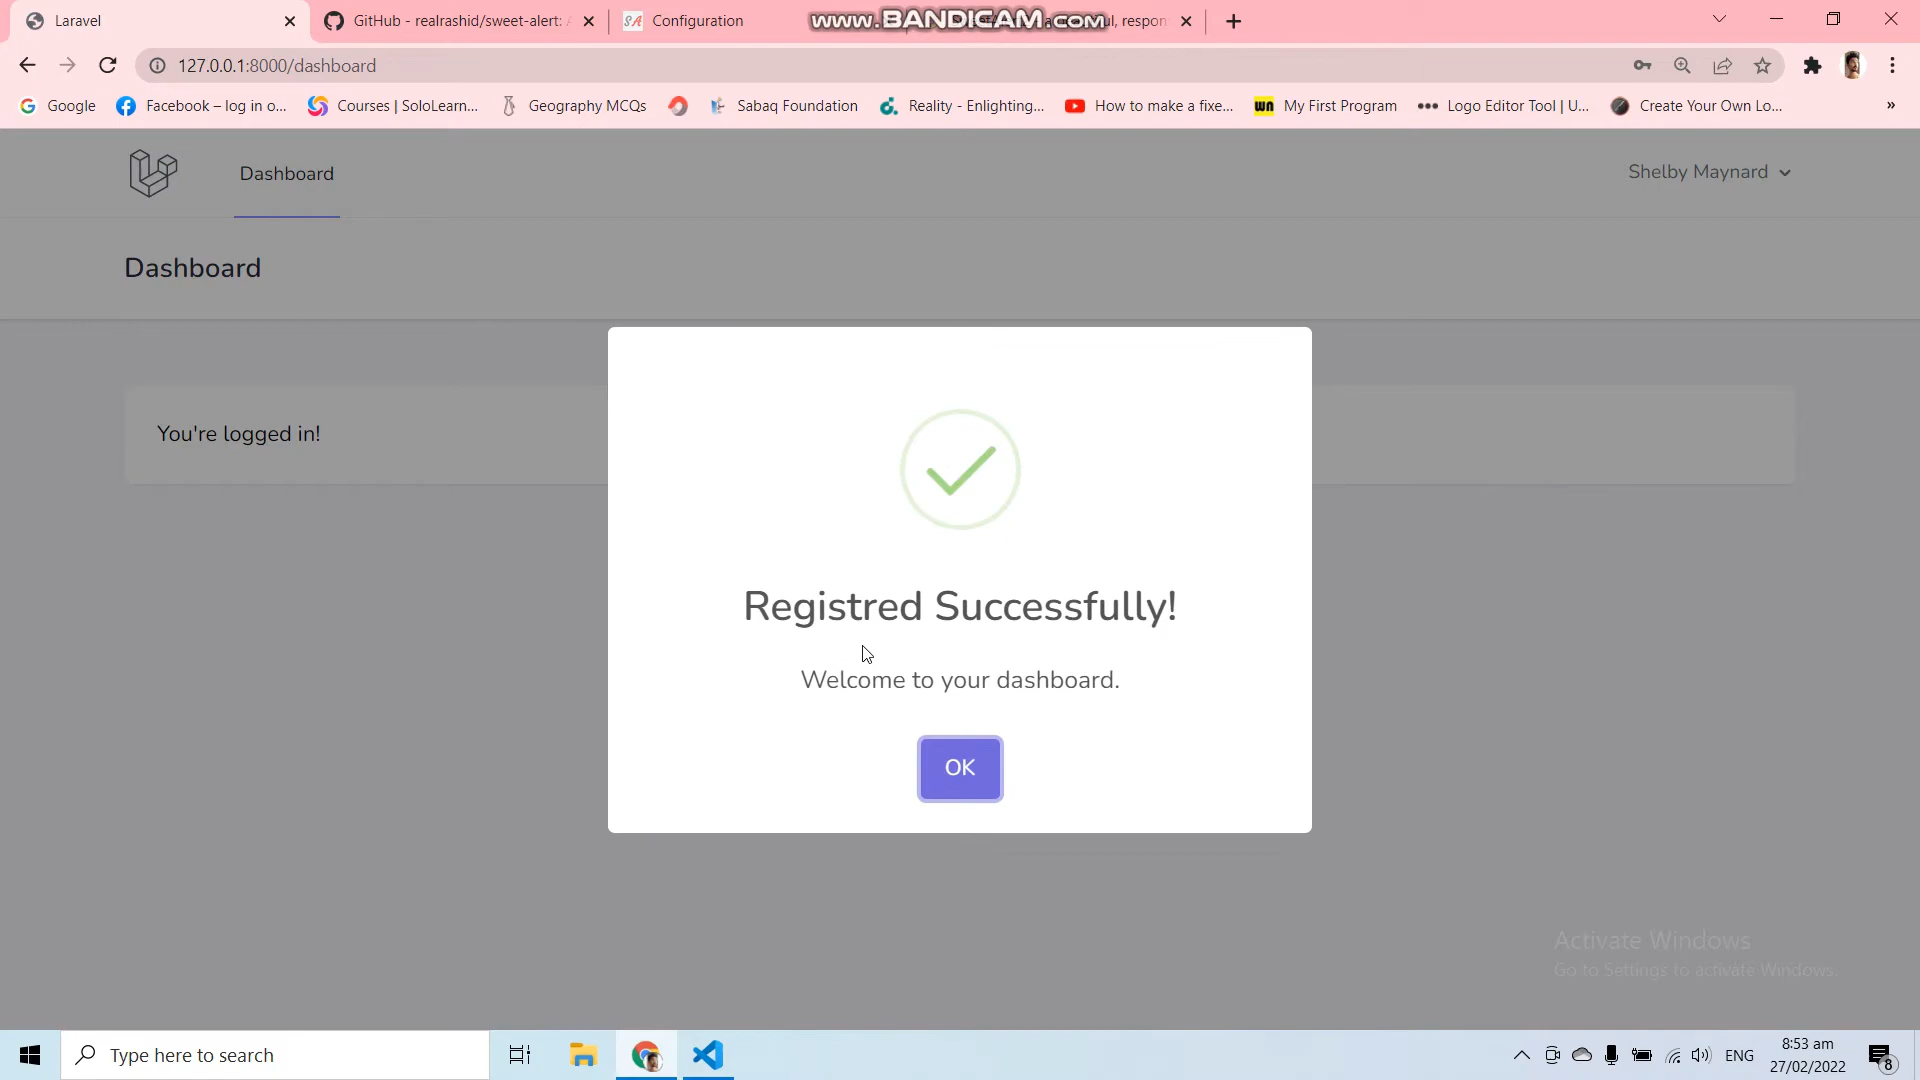 Laravel
GitHub - realrashid/sweet-alert:
SA Configuration
www.BANDICAM.com
ul, respon
127.0.0.1:8000/dashboard
Google
Facebook – log in o...
Courses | SoloLearn...
Geography MCQs
Sabaq Foundation
Reality - Enlighting...
How to make a fixe...
wn My First Program
Logo Editor Tool | U...
Create Your Own Lo...
»
Dashboard
Shelby Maynard
Dashboard
You're logged in!
Registred Successfully!
Welcome to your dashboard.
OK
Activate Windows
Go to Settings to activate Windows.
Type here to search
ENG
8:53 am
27/02/2022
8